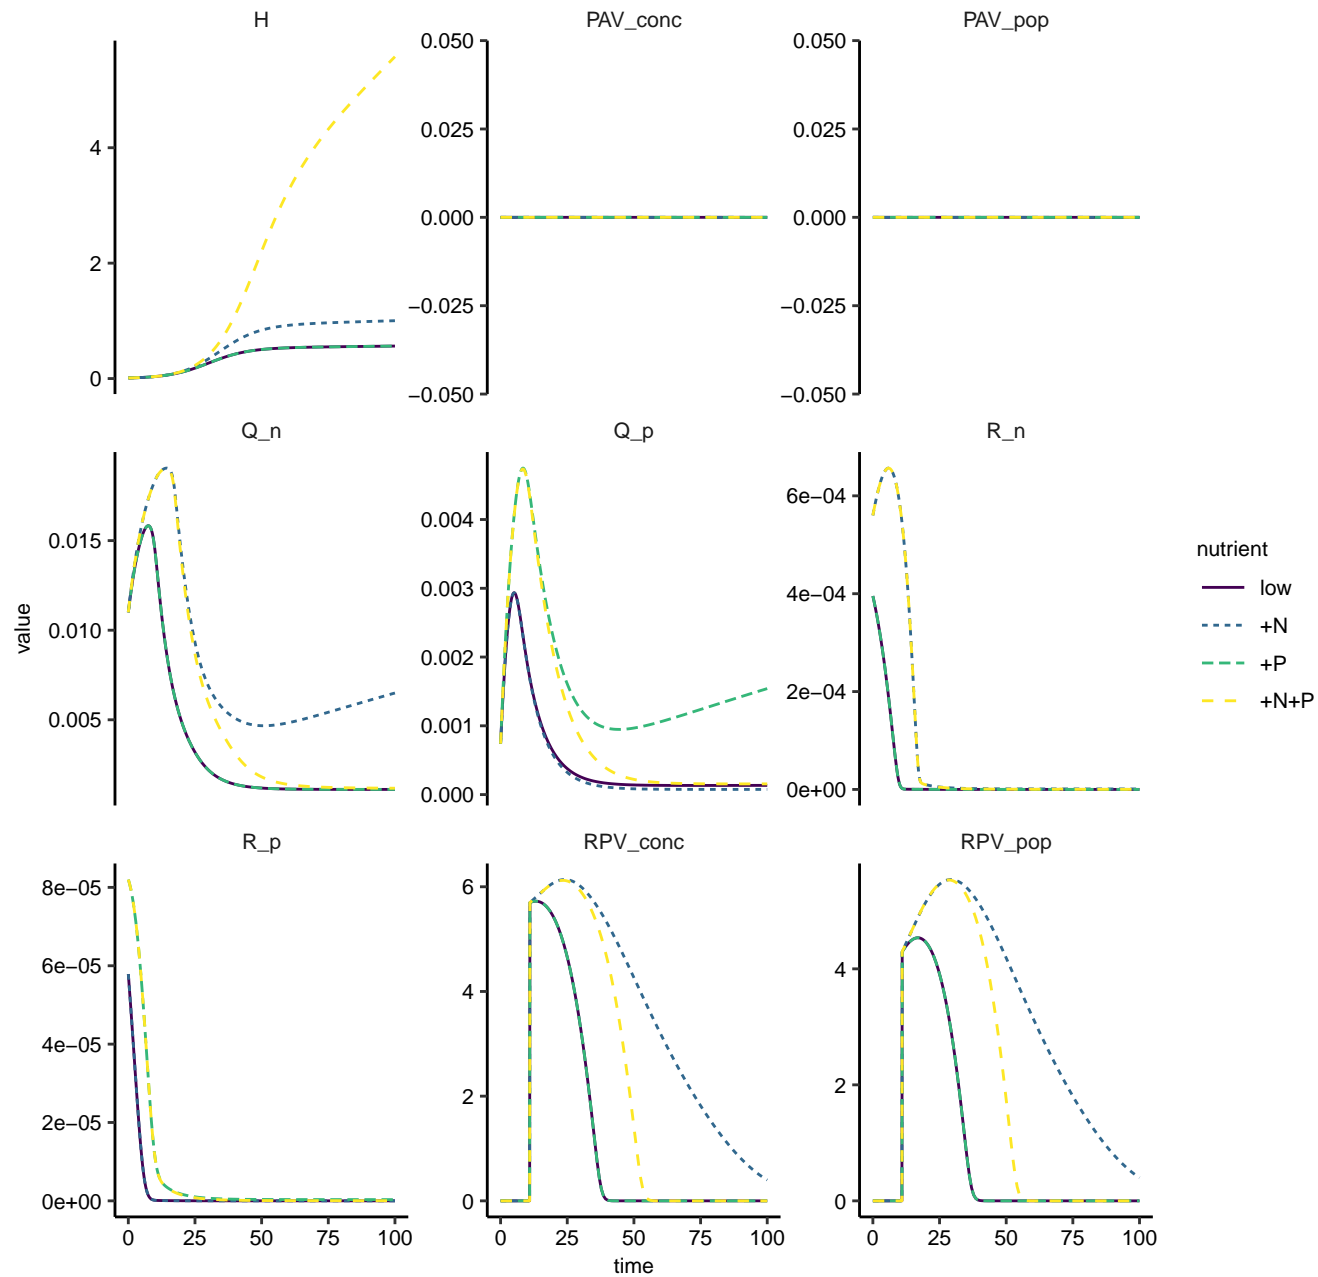 H
PAV_conc
PAV_pop
4
2
0
0.050
0.025
0.000
−0.025
−0.050
0.050
0.025
0.000
−0.025
−0.050
Q_n
Q_p
R_n
value
0.015
0.010
0.005
0.004
0.003
0.002
0.001
0.000
6e−04
4e−04
2e−04
0e+00
nutrient
low
+N
+P
+N+P
R_p
RPV_conc
RPV_pop
8e−05
6e−05
4e−05
2e−05
0e+00
6
4
2
0
4
2
0
0 25 50 75 100
0 25 50 75 100
0 25 50 75 100
time